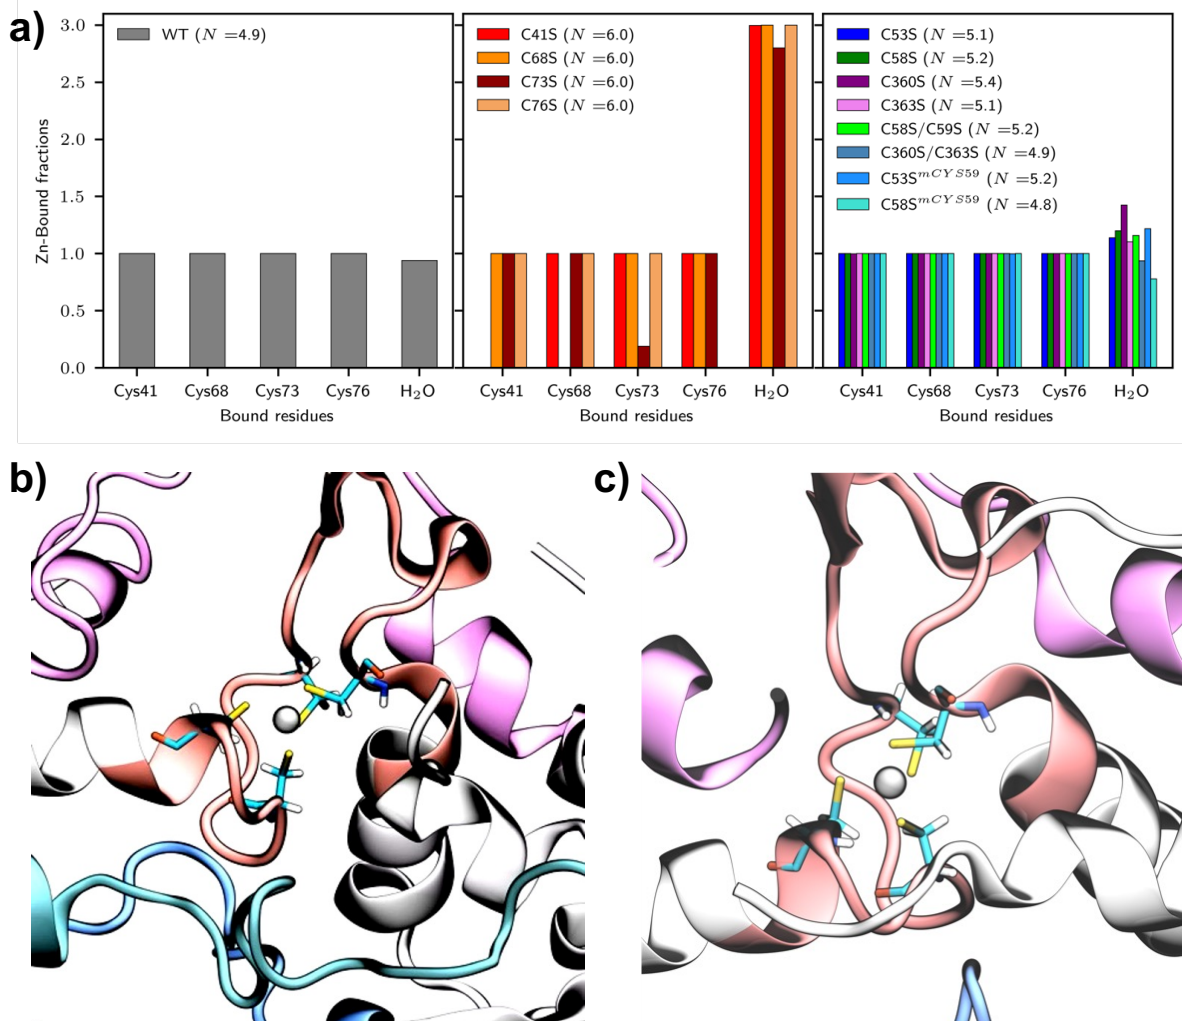 a)
Zn-Bound fractions
3.0
2.5
2.0
1.5
1.0
0.5
0.0
WT (N =4.9)
Cys41 Cys68 Cys73 Cys76 H₂O
Bound residues
C41S (N =6.0)
C68S (N =6.0)
C73S (N =6.0)
C76S (N =6.0)
Cys41 Cys68 Cys73 Cys76 H₂O
Bound residues
C53S (N =5.1)
C58S (N =5.2)
C360S (N =5.4)
C363S (N =5.1)
C58S/C59S (N =5.2)
C360S/C363S (N =4.9)
C53S^mCYS59 (N =5.2)
C58S^mCYS59 (N =4.8)
Cys41 Cys68 Cys73 Cys76 H₂O
Bound residues
b)
c)